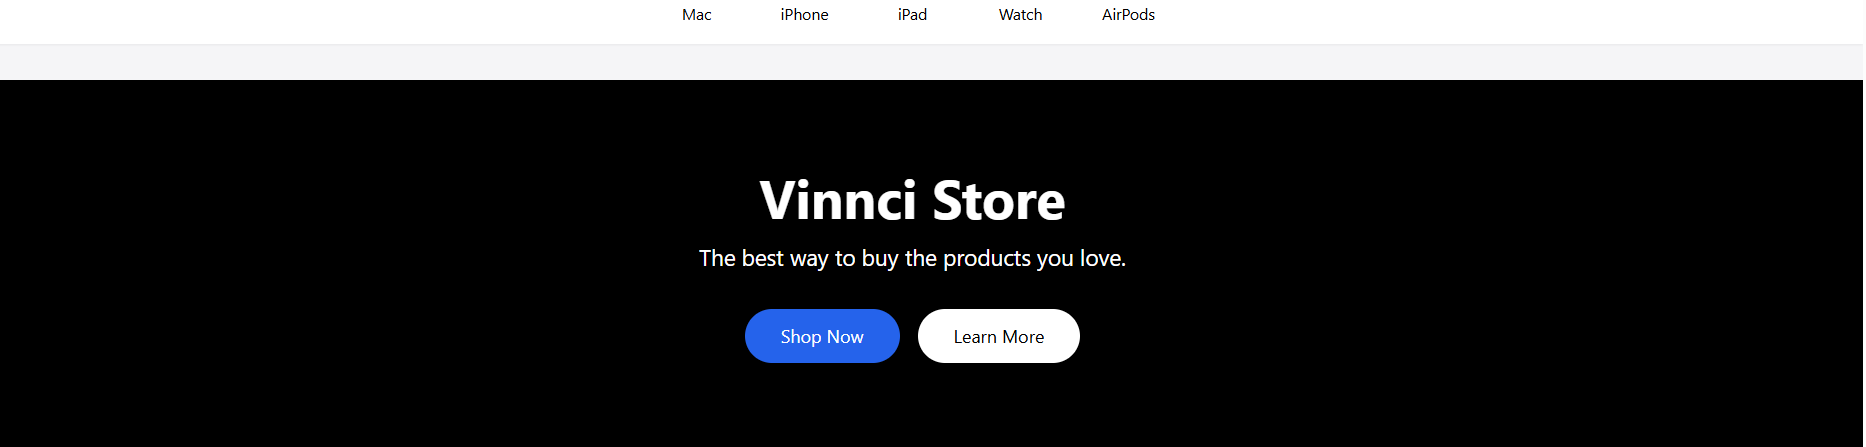 Mac iPhone iPad Watch AirPods
Vinnci Store
The best way to buy the products you love.
Shop Now Learn More